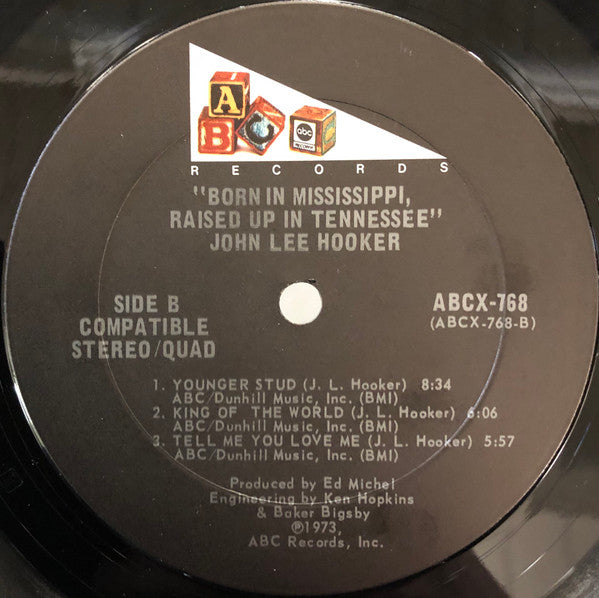 A
B C abc
RECORDS
"BORN IN MISSISSIPPI,
RAISED UP IN TENNESSEE"
JOHN LEE HOOKER
SIDE B
COMPATIBLE
STEREO/QUAD
ABCX-768
(ABCX-768-B)
1. YOUNGER STUD (J. L. Hooker) 8:34
ABC/Dunhill Music, Inc. (BMI)
2. KING OF THE WORLD (J. L. Hooker) 6:06
ABC/Dunhill Music, Inc. (BMI)
3. TELL ME YOU LOVE ME (J. L. Hooker) 5:57
ABC/Dunhill Music, Inc. (BMI)
Produced by Ed Michel
Engineering by Ken Hopkins
& Baker Bigsby
℗1973,
ABC Records, Inc.